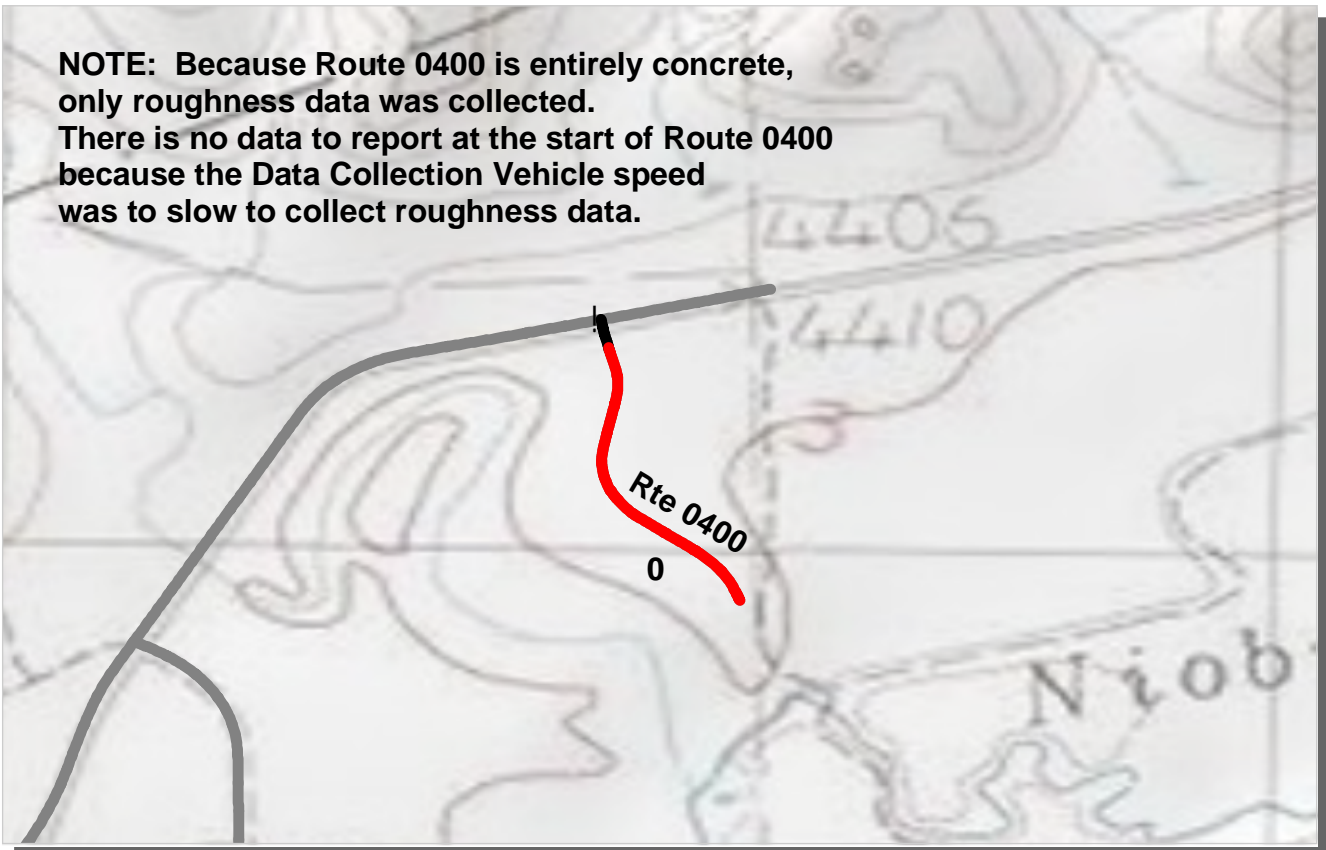 NOTE:  Because Route 0400 is entirely concrete,
only roughness data was collected.
There is no data to report at the start of Route 0400
because the Data Collection Vehicle speed
was to slow to collect roughness data.
4405
4410
Rte 0400
0
Niob